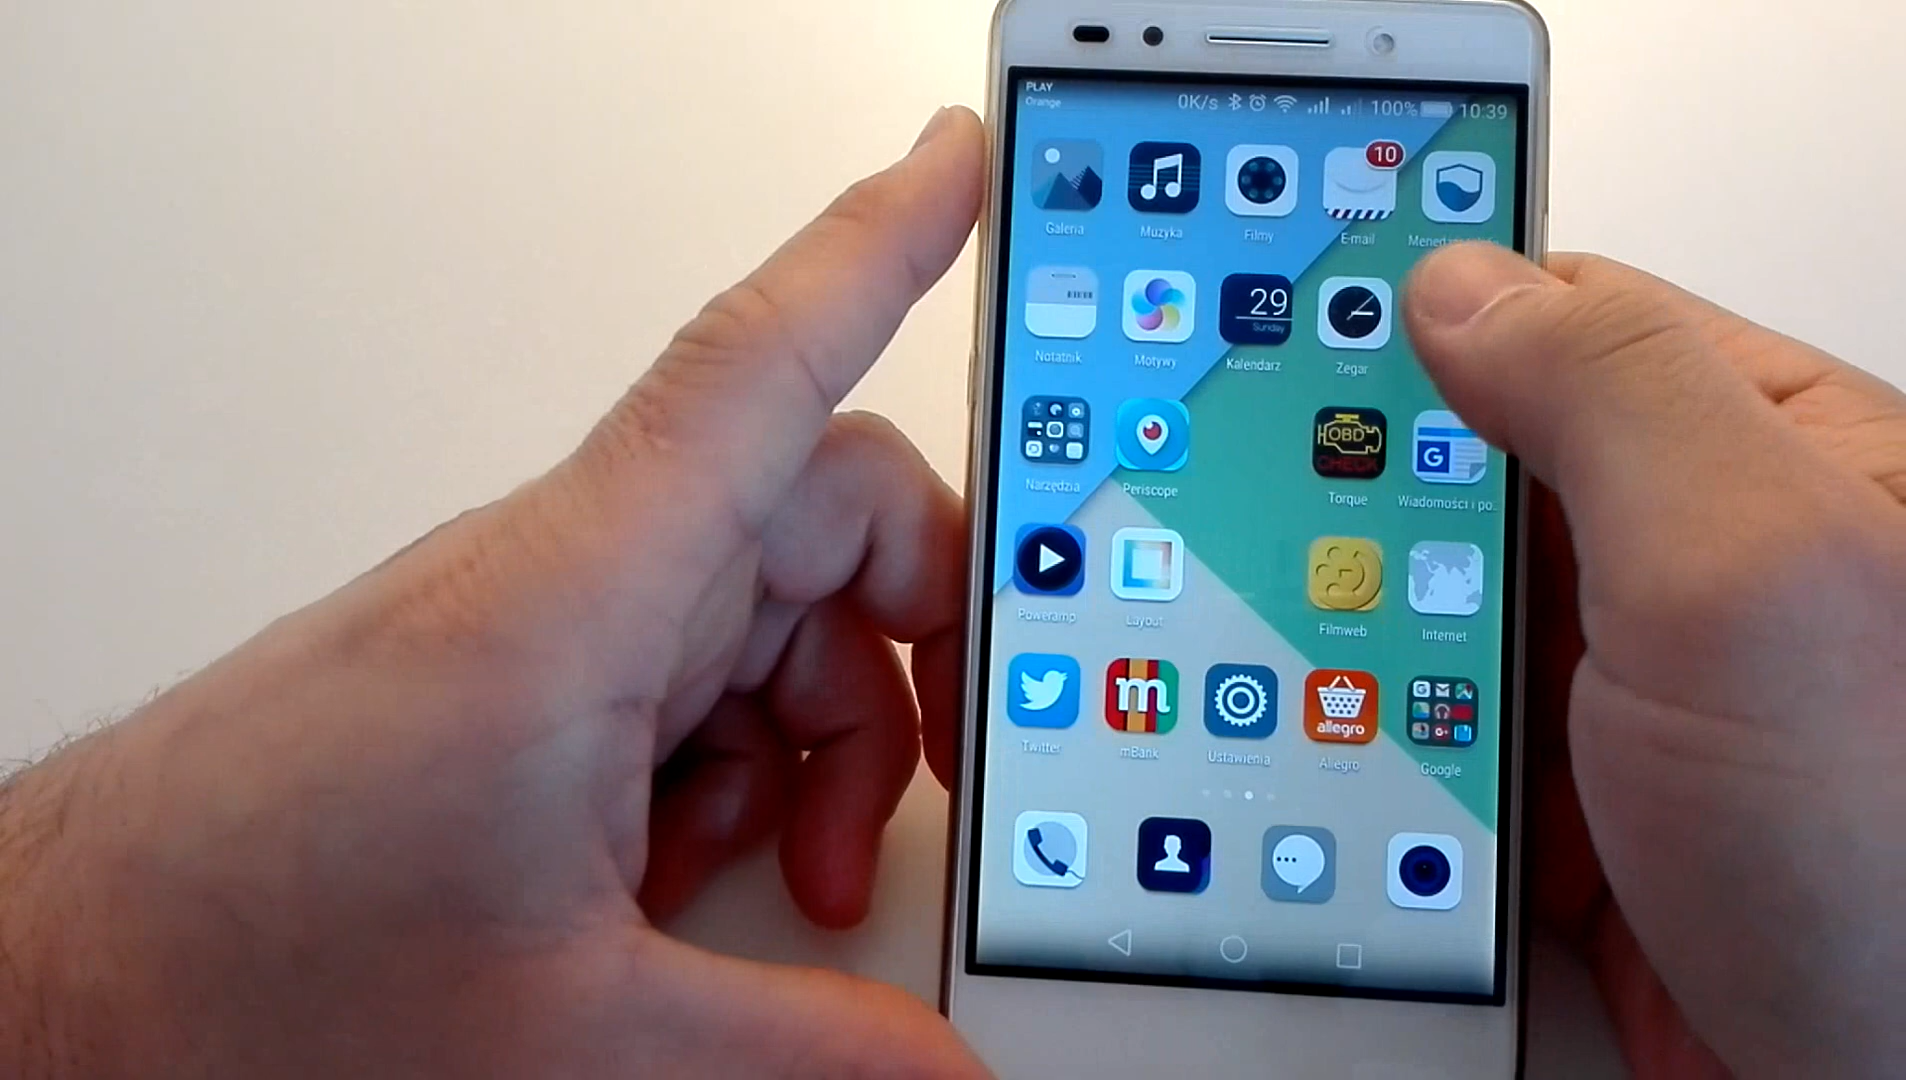 PLAY
Orange
0K/s 100% 10:39
10
Galeria Muzyka Filmy E-mail
29
Sunday
Notatnik Motywy Kalendarz Zegar
OBD
CHECK
G
Narzędzia Periscope Torque Wiadomości i po...
Poweramp Layout Filmweb Internet
m
allegro
Twitter mBank Ustawienia Allegro Google